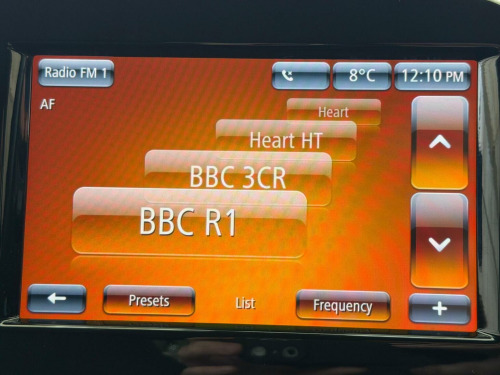 Radio FM 1
8°C
12:10 PM
AF
Heart
Heart HT
BBC 3CR
BBC R1
Presets
List
Frequency